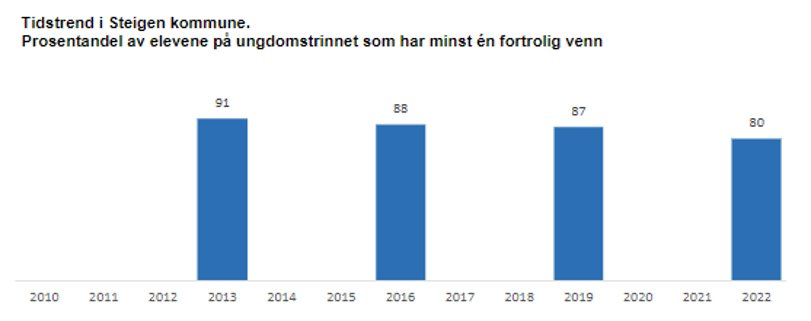 Tidstrend i Steigen kommune.
Prosentandel av elevene på ungdomstrinnet som har minst én fortrolig venn
91
88
87
80
2010 2011 2012 2013 2014 2015 2016 2017 2018 2019 2020 2021 2022